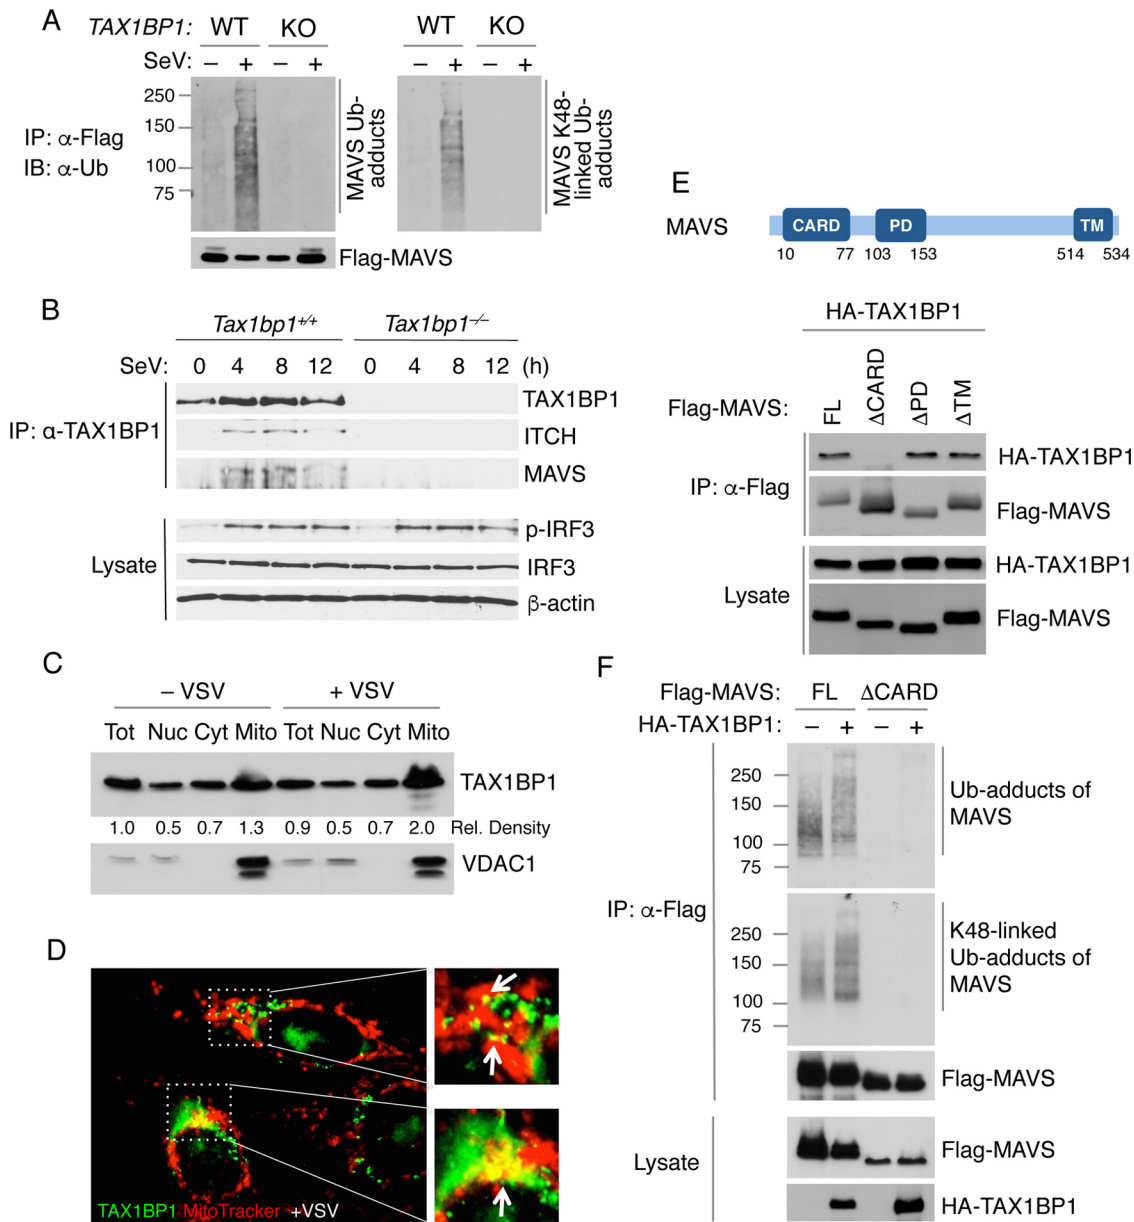 A
TAX1BP1: WT KO WT KO
SeV: – + – + – + – +
IP: α-Flag
IB: α-Ub
250
150
100
75
MAVS Ub-
adducts
MAVS K48-
linked Ub-
adducts
Flag-MAVS
B
Tax1bp1+/+ Tax1bp1–/–
SeV: 0 4 8 12 0 4 8 12 (h)
IP: α-TAX1BP1
TAX1BP1
ITCH
MAVS
Lysate
p-IRF3
IRF3
β-actin
C
– VSV + VSV
Tot Nuc Cyt Mito Tot Nuc Cyt Mito
TAX1BP1
1.0 0.5 0.7 1.3 0.9 0.5 0.7 2.0 Rel. Density
VDAC1
D
TAX1BP1 MitoTracker +VSV
E
MAVS CARD PD TM
10 77 103 153 514 534
HA-TAX1BP1
Flag-MAVS: FL ΔCARD ΔPD ΔTM
IP: α-Flag
HA-TAX1BP1
Flag-MAVS
Lysate
HA-TAX1BP1
Flag-MAVS
F
Flag-MAVS: FL ΔCARD
HA-TAX1BP1: – + – +
IP: α-Flag
250
150
100
75
Ub-adducts of
MAVS
250
150
100
75
K48-linked
Ub-adducts of
MAVS
Flag-MAVS
Lysate
Flag-MAVS
HA-TAX1BP1